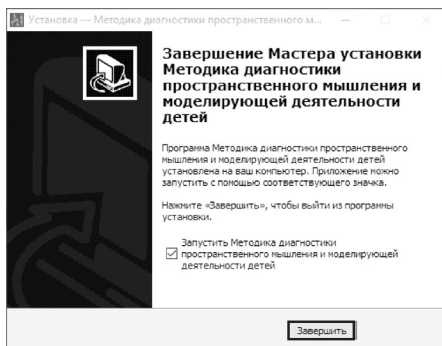 Установка — Методика диагностики пространственного м...
Завершение Мастера установки
Методика диагностики
пространственного мышления и
моделирующей деятельности
детей
Программа Методика диагностики пространственного
мышления и моделирующей деятельности детей
установлена на ваш компьютер. Приложение можно
запустить с помощью соответствующего значка.
Нажмите «Завершить», чтобы выйти из программы
установки.
Запустить Методика диагностики
пространственного мышления и моделирующей
деятельности детей
Завершить